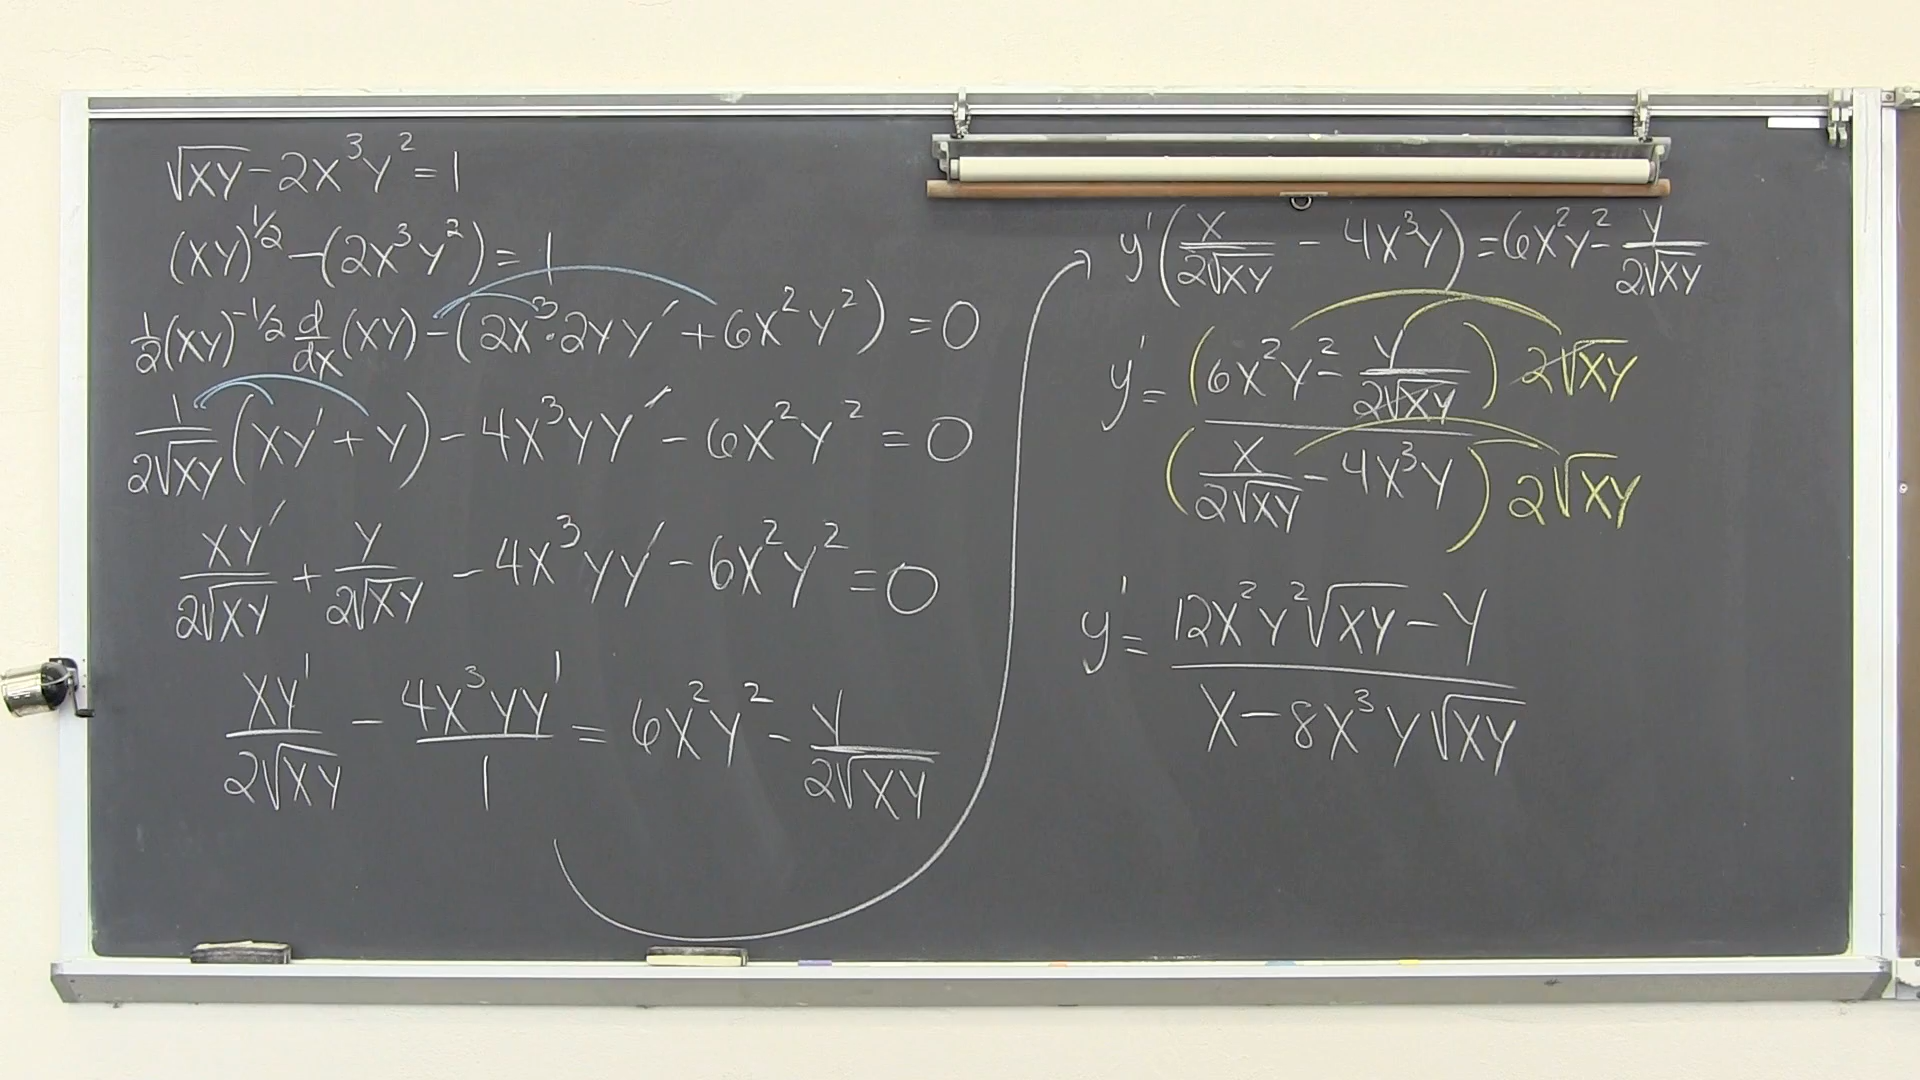 √xy - 2x³y² = 1
(xy)^1/2 - (2x³y²) = 1
1/2(xy)^-1/2 d/dx(xy) - (2x³·2yy' + 6x²y²) = 0
1/(2√xy)(xy' + y) - 4x³yy' - 6x²y² = 0
xy'/(2√xy) + y/(2√xy) - 4x³yy' - 6x²y² = 0
xy'/(2√xy) - 4x³yy'/1 = 6x²y² - y/(2√xy)
y'(x/(2√xy) - 4x³y) = 6x²y² - y/(2√xy)
y' = (6x²y² - y/(2√xy)) 2√xy / (x/(2√xy) - 4x³y) 2√xy
y' = (12x²y²√xy - y)/(x - 8x³y√xy)